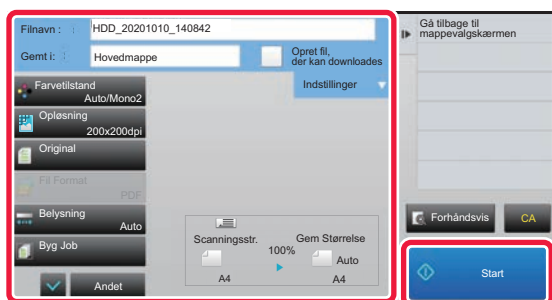 Filnavn :
HDD_20201010_140842
Gemt i:
Hovedmappe
Opret fil,
der kan downloades
Indstillinger
Farvetilstand
Auto/Mono2
Opløsning
200x200dpi
Original
Fil Format
PDF
Belysning
Auto
Byg Job
Andet
Scanningsstr.
A4
100%
Gem Størrelse
Auto
A4
Gå tilbage til
mappevalgskærmen
Forhåndsvis
CA
Start